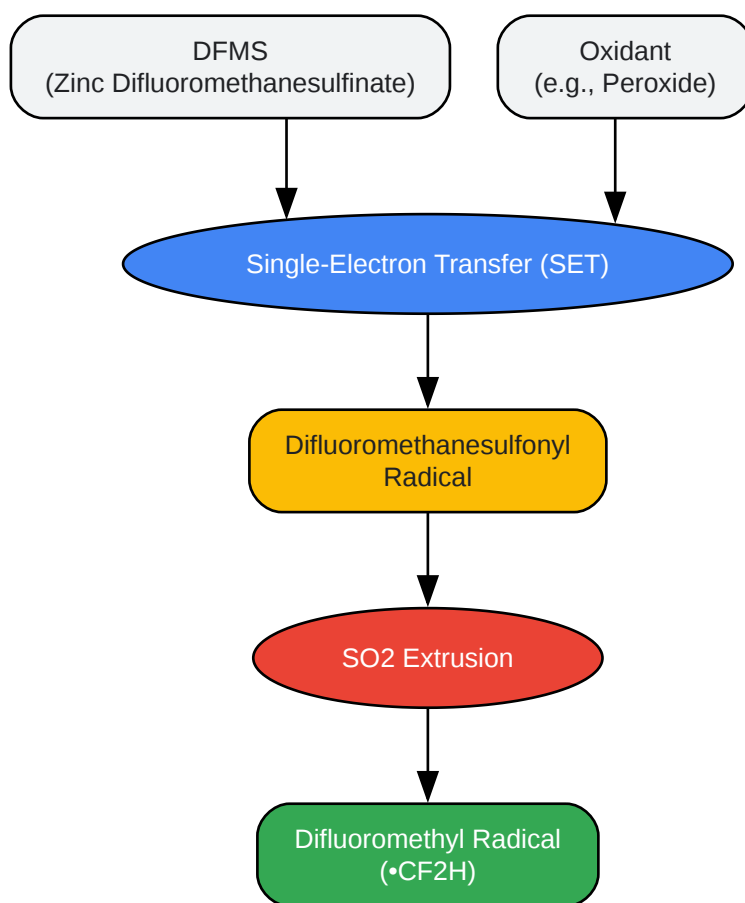 DFMS
(Zinc Difluoromethanesulfinate)
Oxidant
(e.g., Peroxide)
Single-Electron Transfer (SET)
Difluoromethanesulfonyl
Radical
SO2 Extrusion
Difluoromethyl Radical
(•CF2H)